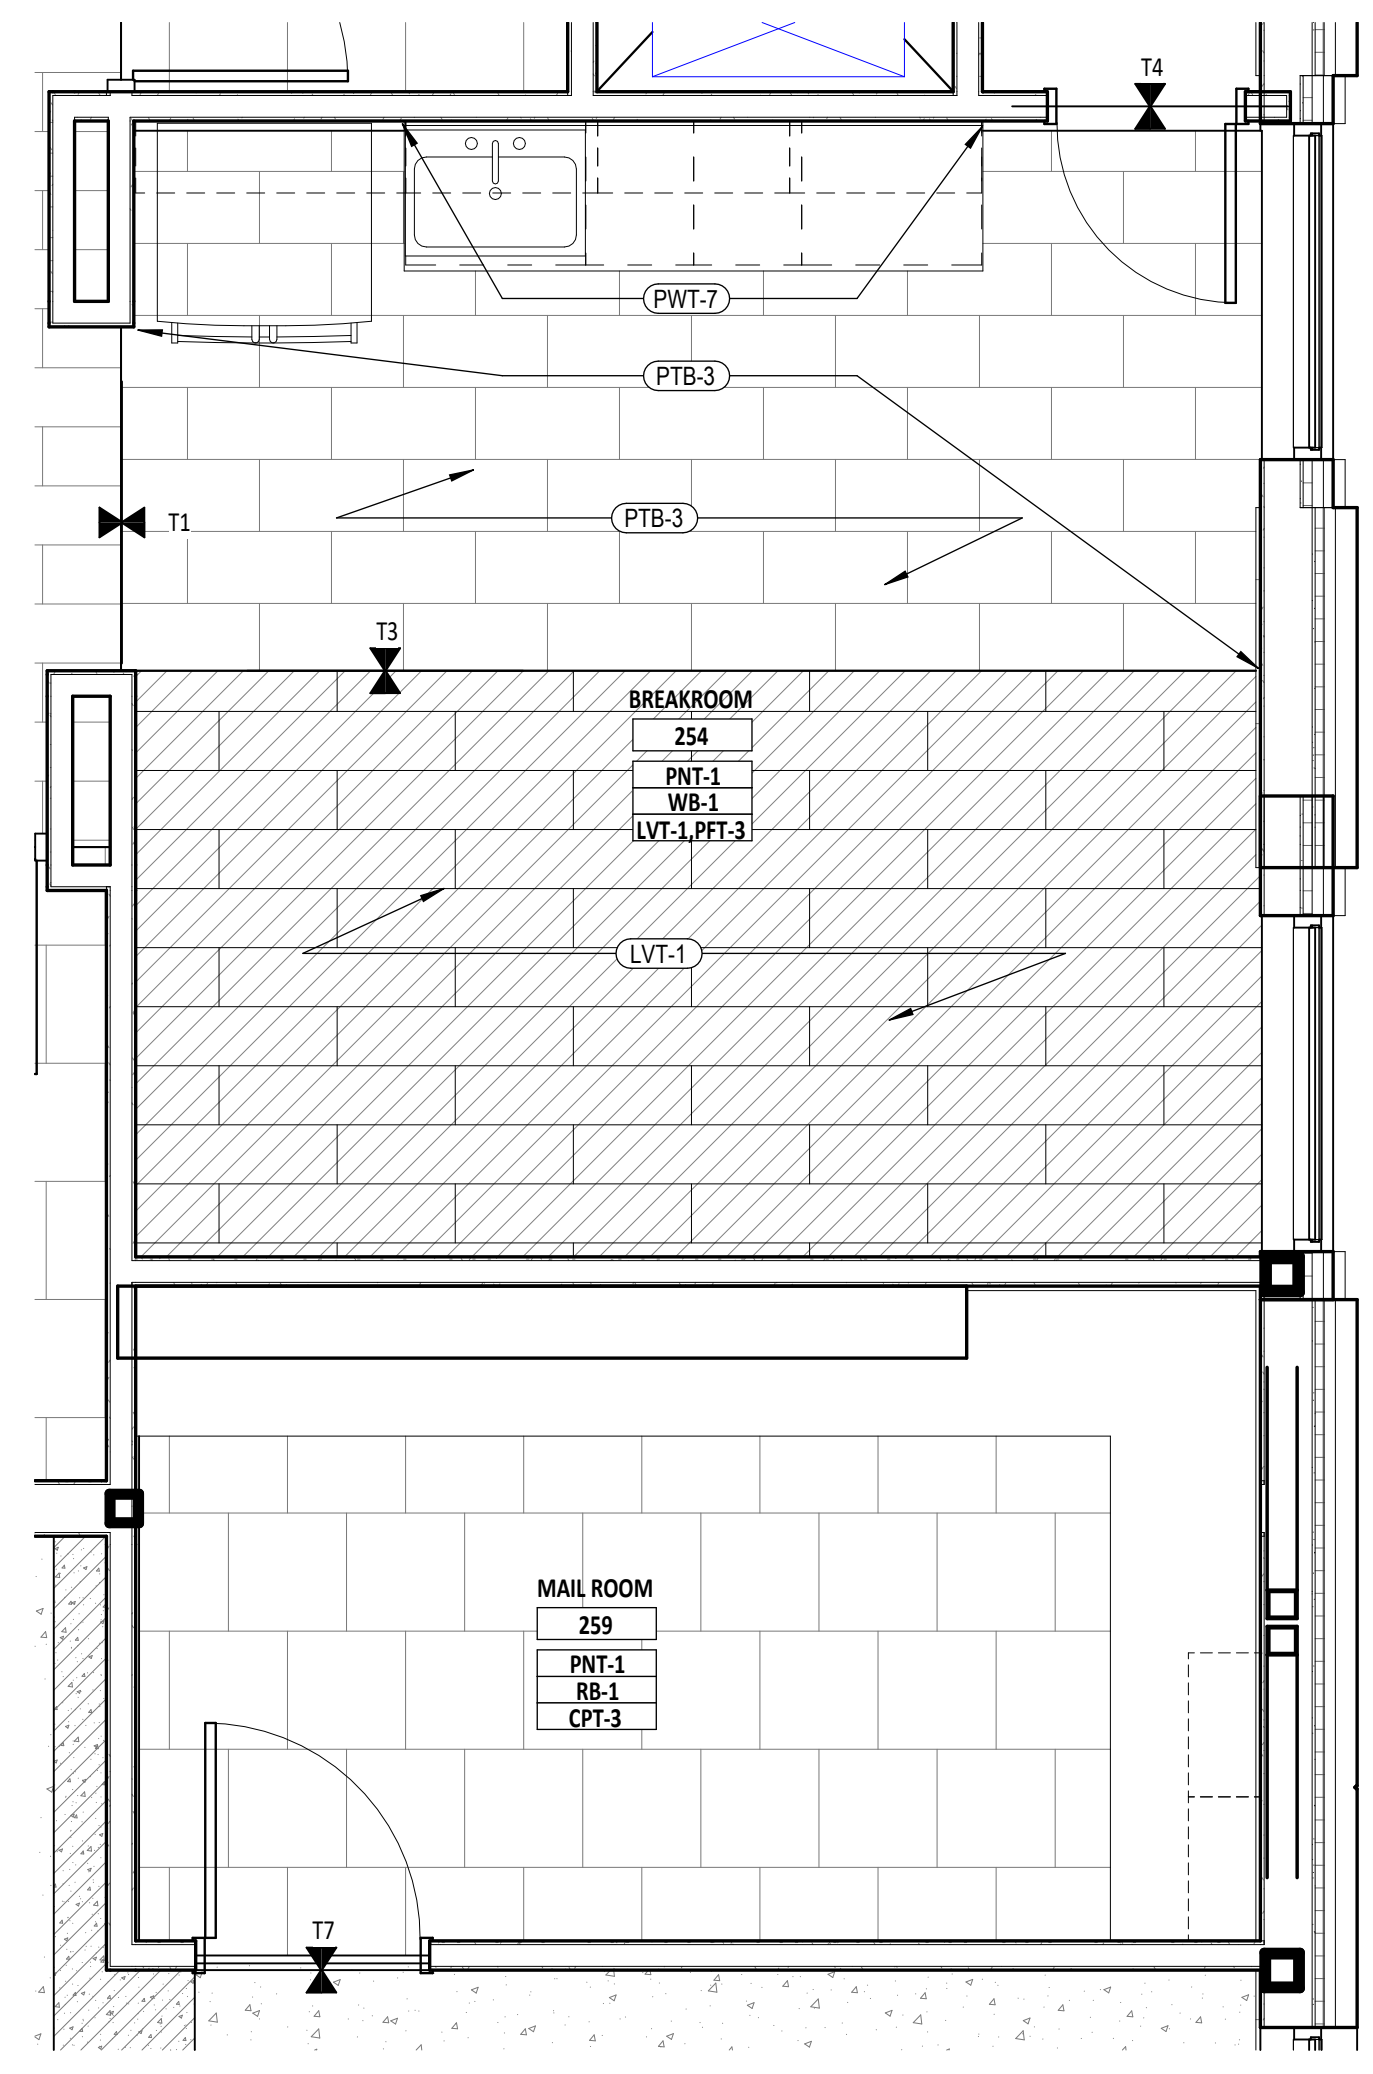 T4
PWT-7
PTB-3
PTB-3
T1
T3
BREAKROOM
254
PNT-1
WB-1
LVT-1,PFT-3
LVT-1
MAIL ROOM
259
PNT-1
RB-1
CPT-3
T7